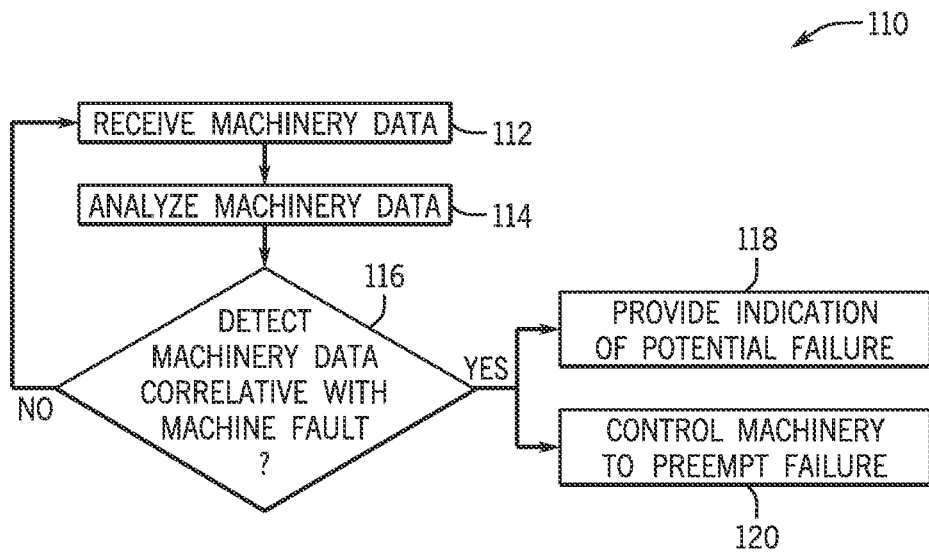 110
RECEIVE MACHINERY DATA
112
ANALYZE MACHINERY DATA
114
116
DETECT
MACHINERY DATA
CORRELATIVE WITH
MACHINE FAULT
?
NO
YES
118
PROVIDE INDICATION
OF POTENTIAL FAILURE
CONTROL MACHINERY
TO PREEMPT FAILURE
120